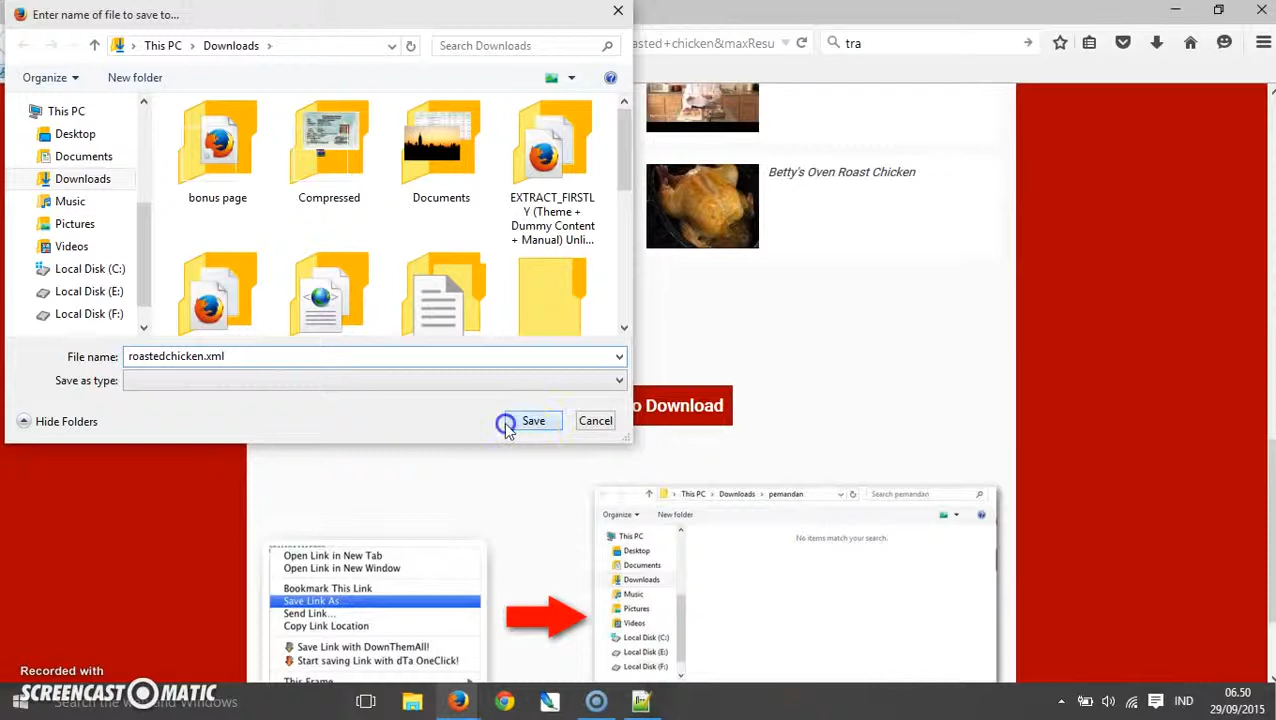 Enter name of file to save to...
This PC
Downloads
Search Downloads
asted+chicken&maxResu
tra
Organize
New folder
This PC
Desktop
Documents
Downloads
Music
Pictures
Videos
Local Disk (C:)
Local Disk (E:)
Local Disk (F:)
bonus page
Compressed
Documents
EXTRACT_FIRSTL
Y (Theme +
Dummy Content
+ Manual) Unli...
File name:
roastedchicken.xml
Save as type:
Hide Folders
Save
Cancel
Betty's Oven Roast Chicken
o Download
Open Link in New Tab
Open Link in New Window
Bookmark This Link
Save Link As...
Send Link...
Copy Link Location
Save Link with DownThemAll!
Start saving Link with dTa OneClick!
This Frame
This PC
Downloads
pemandan
Search pemandan
Organize
New folder
No items match your search.
This PC
Desktop
Documents
Downloads
Music
Pictures
Videos
Local Disk (C:)
Local Disk (E:)
Local Disk (F:)
Recorded with
SCREENCAST-O-MATIC
Search the web and Windows
IND
06.50
29/09/2015